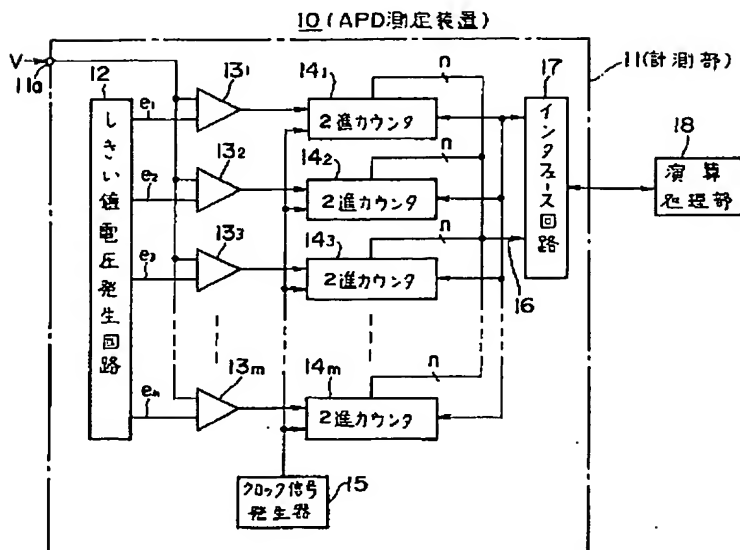 10(APD測定装置)
V
11a
11(計測部)
12
しきい値電圧発生回路
e1
e2
e3
em
131
132
133
13m
141
2進カウンタ
n
142
2進カウンタ
n
143
2進カウンタ
n
14m
2進カウンタ
n
クロック信号
発生器
15
16
17
インタフェース回路
18
演算
処理部